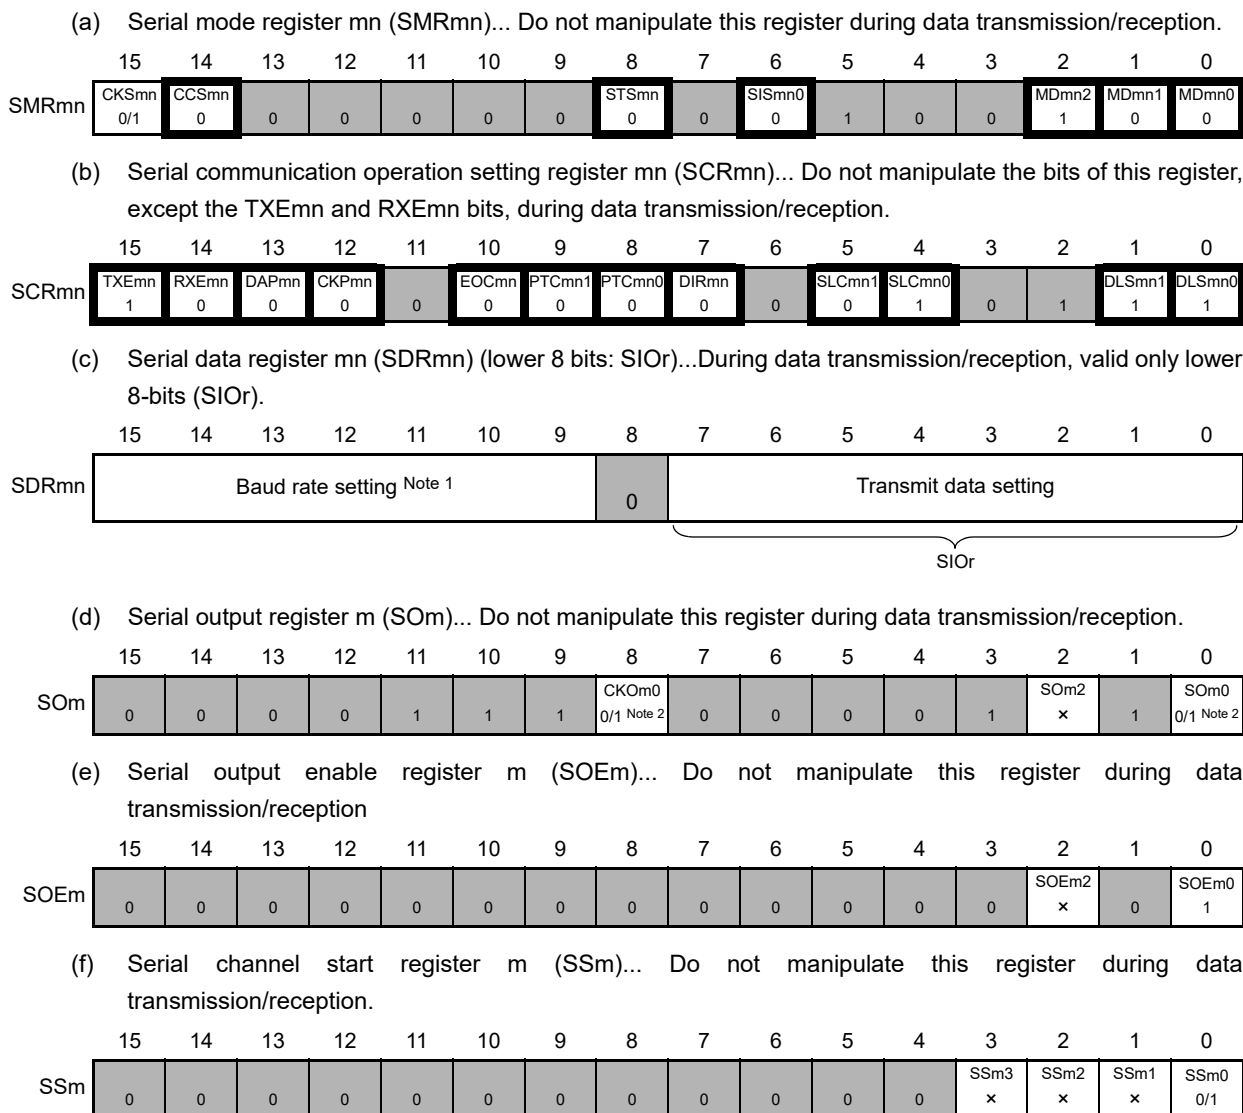 (a) Serial mode register mn (SMRmn)... Do not manipulate this register during data transmission/reception.
15 14 13 12 11 10 9 8 7 6 5 4 3 2 1 0
SMRmn CKSmn CCSmn STSmn SISmn0 MDmn2 MDmn1 MDmn0
0/1 0 0 0 0 0 0 0 0 0 1 0 0 1 0 0
(b) Serial communication operation setting register mn (SCRmn)... Do not manipulate the bits of this register,
except the TXEmn and RXEmn bits, during data transmission/reception.
15 14 13 12 11 10 9 8 7 6 5 4 3 2 1 0
SCRmn TXEmn RXEmn DAPmn CKPmn EOCmn PTCmn1 PTCmn0 DIRmn SLCmn1 SLCmn0 DLSmn1 DLSmn0
1 0 0 0 0 0 0 0 0 0 0 1 0 1 1 1
(c) Serial data register mn (SDRmn) (lower 8 bits: SIOr)...During data transmission/reception, valid only lower
8-bits (SIOr).
15 14 13 12 11 10 9 8 7 6 5 4 3 2 1 0
SDRmn Baud rate setting Note 1 0 Transmit data setting
SIOr
(d) Serial output register m (SOm)... Do not manipulate this register during data transmission/reception.
15 14 13 12 11 10 9 8 7 6 5 4 3 2 1 0
SOm CKOm0 SOm2 SOm0
0 0 0 0 1 1 1 0/1 Note 2 0 0 0 0 1 × 1 0/1 Note 2
(e) Serial output enable register m (SOEm)... Do not manipulate this register during data
transmission/reception
15 14 13 12 11 10 9 8 7 6 5 4 3 2 1 0
SOEm SOEm2 SOEm0
0 0 0 0 0 0 0 0 0 0 0 0 0 × 0 1
(f) Serial channel start register m (SSm)... Do not manipulate this register during data
transmission/reception.
15 14 13 12 11 10 9 8 7 6 5 4 3 2 1 0
SSm SSm3 SSm2 SSm1 SSm0
0 0 0 0 0 0 0 0 0 0 0 0 × × × 0/1